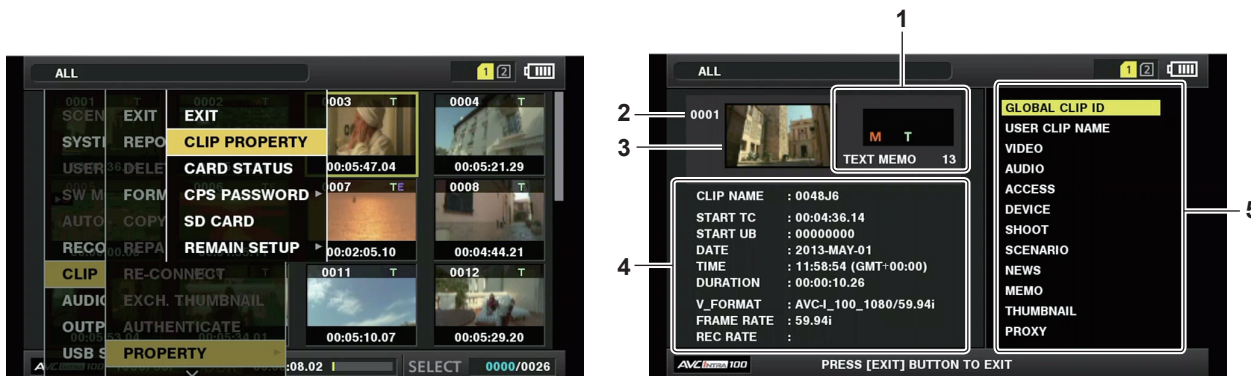 ALL
1 2
0001 T 0002 T 0003 T 0004 T
SCEN EXIT EXIT
SYSTI REPO CLIP PROPERTY
USER DELE CARD STATUS 00:05:47.04 00:05:21.29
SW M FORM CPS PASSWORD 0007 TE 0008 T
AUTO COPY SD CARD
RECO REPA REMAIN SETUP 00:02:05.10 00:04:44.21
CLIP RE-CONNECT 0011 T 0012 T
AUDIO EXCH. THUMBNAIL
OUTP AUTHENTICATE 00:05:10.07 00:05:29.20
USB S PROPERTY :08.02 SELECT 0000/0026
1
ALL
1 2
2 0001
3
M T
TEXT MEMO 13
4
CLIP NAME : 0048J6
START TC : 00:04:36.14
START UB : 00000000
DATE : 2013-MAY-01
TIME : 11:58:54 (GMT+00:00)
DURATION : 00:00:10.26
V_FORMAT : AVC-I_100_1080/59.94i
FRAME RATE : 59.94i
REC RATE :
GLOBAL CLIP ID
USER CLIP NAME
VIDEO
AUDIO
ACCESS
DEVICE
SHOOT
SCENARIO
NEWS
MEMO
THUMBNAIL
PROXY
5
AVC INTRA 100 PRESS [EXIT] BUTTON TO EXIT